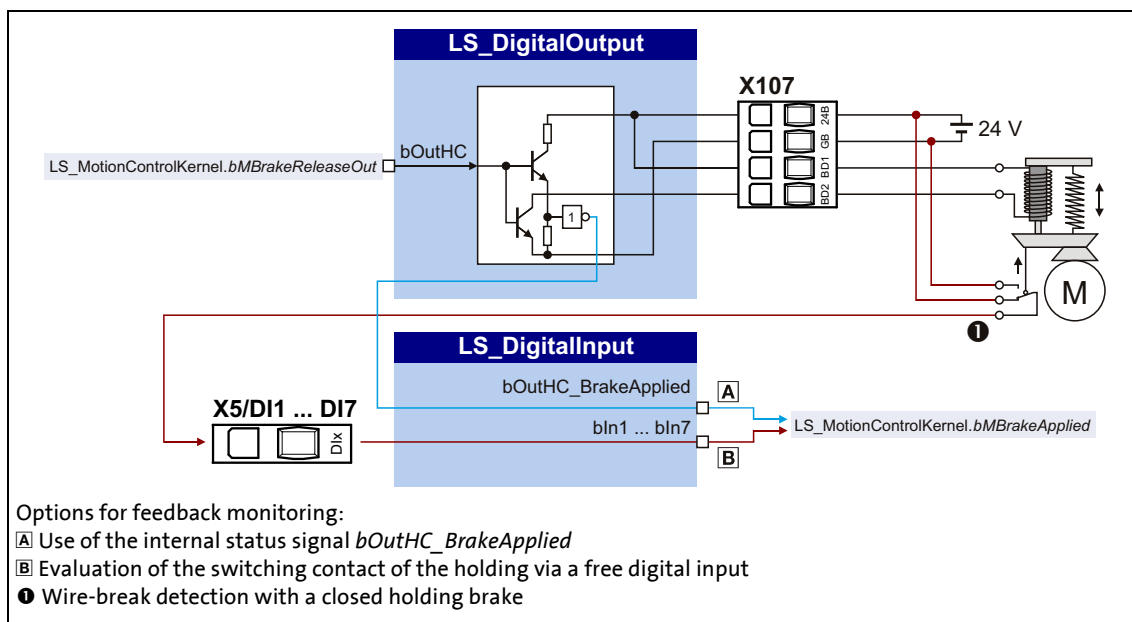 LS_DigitalOutput
X107
24B
24 V
bOutHC
GB
LS_MotionControlKernel.bMBrakeReleaseOut
BD1
1
BD2
M
❶
LS_DigitalInput
bOutHC_BrakeApplied
A
X5/DI1 ... DI7
bIn1 ... bIn7
LS_MotionControlKernel.bMBrakeApplied
DIx
B
Options for feedback monitoring:
A Use of the internal status signal bOutHC_BrakeApplied
B Evaluation of the switching contact of the holding via a free digital input
❶ Wire-break detection with a closed holding brake